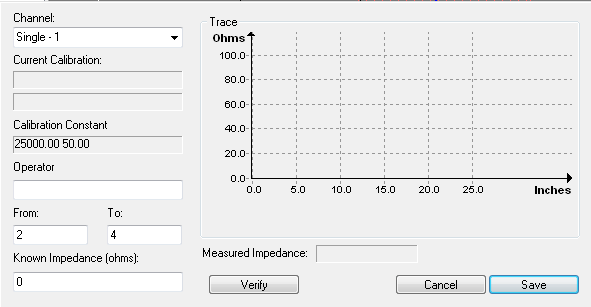 Channel:
Single - 1
Current Calibration:
Calibration Constant
25000.00 50.00
Operator
From:
To:
2
4
Known Impedance (ohms):
0
Trace
Ohms
100.0
80.0
60.0
40.0
20.0
0.0
0.0 5.0 10.0 15.0 20.0 25.0 Inches
Measured Impedance:
Verify
Cancel
Save